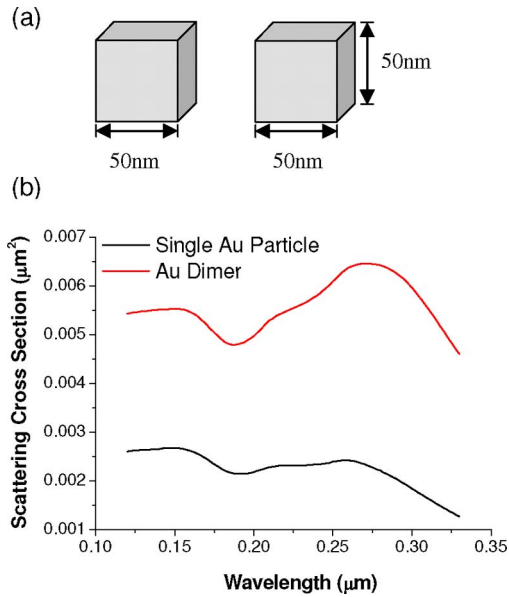 (a)
50nm
50nm
50nm
(b)
Single Au Particle
Au Dimer
Scattering Cross Section (μm²)
0.007
0.006
0.005
0.004
0.003
0.002
0.001
0.10
0.15
0.20
0.25
0.30
0.35
Wavelength (μm)